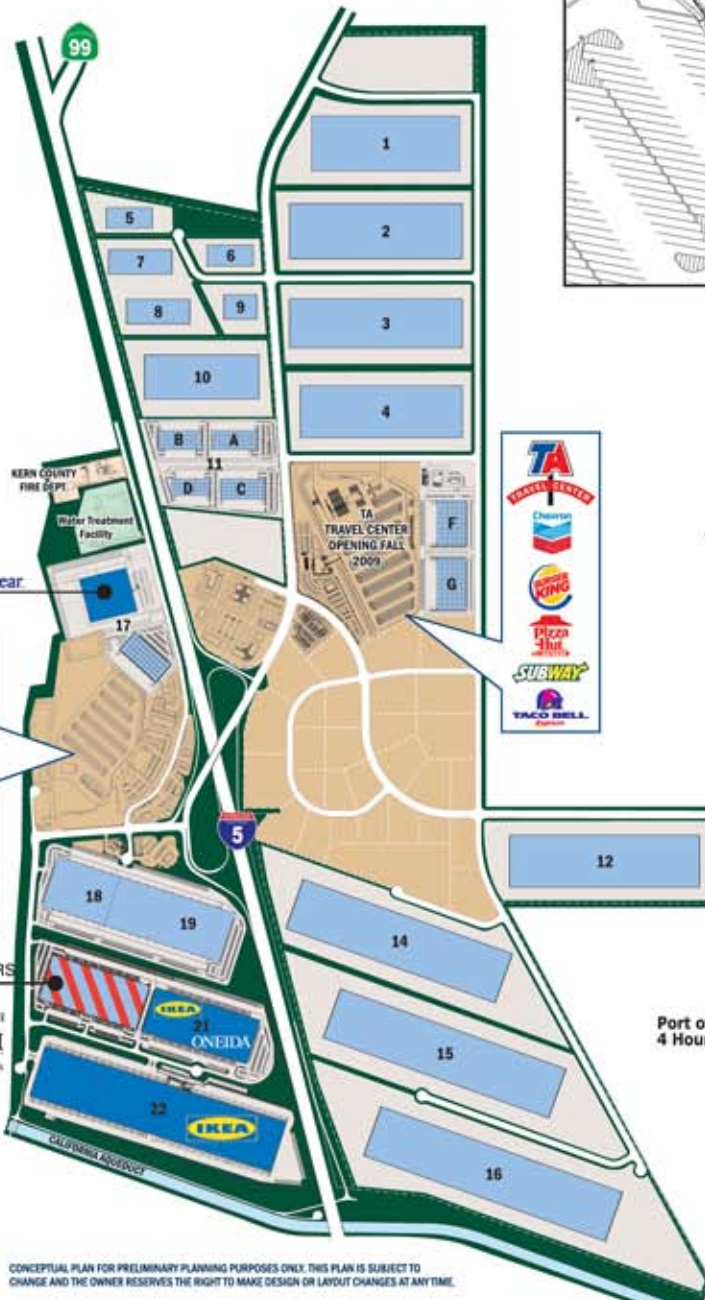 99
1
2
3
4
5
6
7
8
9
10
B
A
11
D
C
KERN COUNTY
FIRE DEPT.
Water Treatment
Facility
TA
TRAVEL CENTER
OPENING FALL
2009
F
G
TA
TRAVEL CENTER
Chevron
BURGER
KING
Pizza
Hut
SUBWAY
TACO BELL
Express
17
5
12
18
19
14
IKEA
21
ONEIDA
15
22
IKEA
16
CALIFORNIA AQUEDUCT
Port o
4 Hour
CONCEPTUAL PLAN FOR PRELIMINARY PLANNING PURPOSES ONLY. THIS PLAN IS SUBJECT TO
CHANGE AND THE OWNER RESERVES THE RIGHT TO MAKE DESIGN OR LAYOUT CHANGES AT ANY TIME.